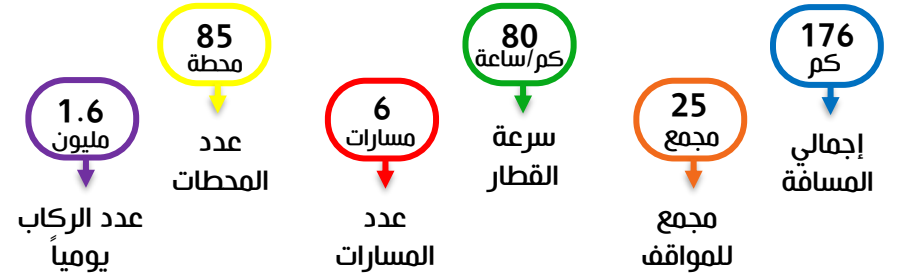 176
كم
إجمالي
المسافة
25
مجمع
مجمع
للمواقف
80
كم/ساعة
سرعة
القطار
6
مسارات
عدد
المسارات
85
محطة
عدد
المحطات
1.6
مليون
عدد الركاب
يومياً